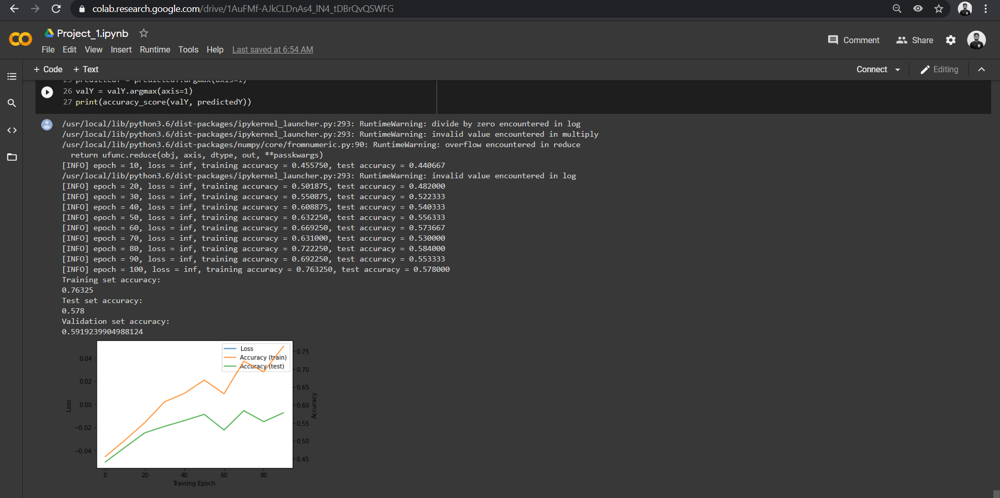 colab.research.google.com/drive/1AuFMf-AJkCLDnAs4_lN4_tDBrQvQSWFG
Project_1.ipynb
File Edit View Insert Runtime Tools Help Last saved at 6:54 AM
Comment Share
+ Code + Text
Connect Editing
25 predictedY = predictedY.argmax(axis=1)
26 valY = valY.argmax(axis=1)
27 print(accuracy_score(valY, predictedY))
/usr/local/lib/python3.6/dist-packages/ipykernel_launcher.py:293: RuntimeWarning: divide by zero encountered in log
/usr/local/lib/python3.6/dist-packages/ipykernel_launcher.py:293: RuntimeWarning: invalid value encountered in multiply
/usr/local/lib/python3.6/dist-packages/numpy/core/fromnumeric.py:90: RuntimeWarning: overflow encountered in reduce
return ufunc.reduce(obj, axis, dtype, out, **passkwargs)
[INFO] epoch = 10, loss = inf, training accuracy = 0.455750, test accuracy = 0.440667
/usr/local/lib/python3.6/dist-packages/ipykernel_launcher.py:293: RuntimeWarning: invalid value encountered in log
[INFO] epoch = 20, loss = inf, training accuracy = 0.501875, test accuracy = 0.482000
[INFO] epoch = 30, loss = inf, training accuracy = 0.550875, test accuracy = 0.522333
[INFO] epoch = 40, loss = inf, training accuracy = 0.608875, test accuracy = 0.540333
[INFO] epoch = 50, loss = inf, training accuracy = 0.632250, test accuracy = 0.556333
[INFO] epoch = 60, loss = inf, training accuracy = 0.669250, test accuracy = 0.573667
[INFO] epoch = 70, loss = inf, training accuracy = 0.631000, test accuracy = 0.530000
[INFO] epoch = 80, loss = inf, training accuracy = 0.722250, test accuracy = 0.584000
[INFO] epoch = 90, loss = inf, training accuracy = 0.692250, test accuracy = 0.553333
[INFO] epoch = 100, loss = inf, training accuracy = 0.763250, test accuracy = 0.578000
Training set accuracy:
0.76325
Test set accuracy:
0.578
Validation set accuracy:
0.5919239904988124
Loss
Accuracy (train)
Accuracy (test)
0.04
0.02
0.00
−0.02
−0.04
Loss
0.75
0.70
0.65
0.60
0.55
0.50
0.45
Accuracy
0 20 40 60 80
Training Epoch